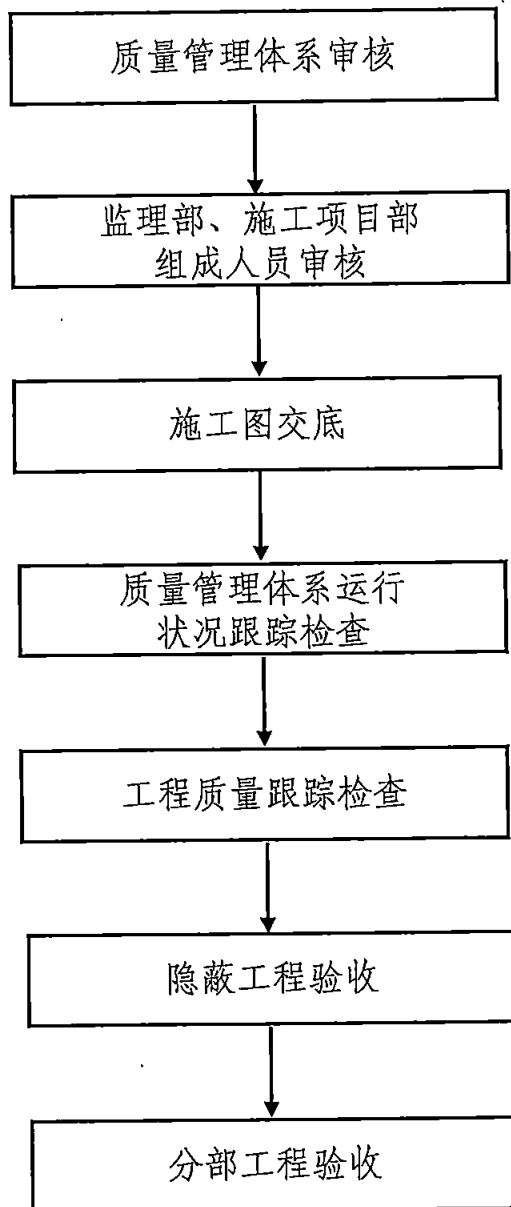 质量管理体系审核
监理部、施工项目部
组成人员审核
施工图交底
质量管理体系运行
状况跟踪检查
工程质量跟踪检查
隐蔽工程验收
分部工程验收